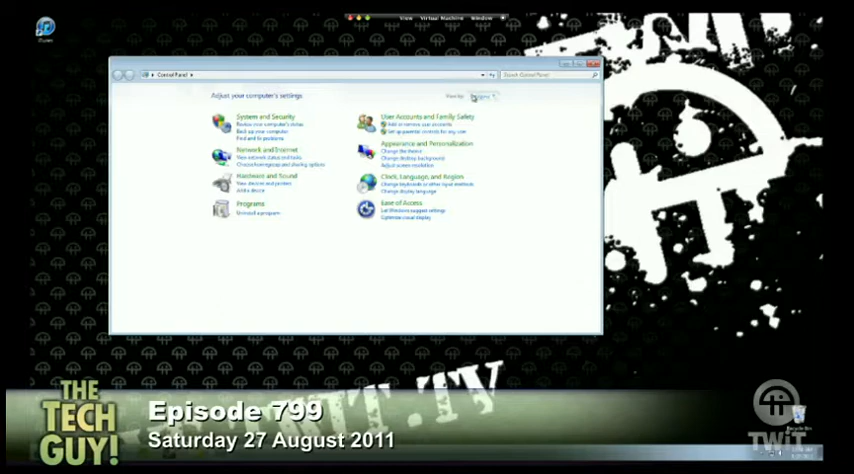 View Virtual Machine Window
iTunes
Control Panel
Search Control Panel
Adjust your computer's settings
View by:
System and Security
Review your computer's status
Back up your computer
Find and fix problems
Network and Internet
View network status and tasks
Choose homegroup and sharing options
Hardware and Sound
View devices and printers
Add a device
Programs
Uninstall a program
User Accounts and Family Safety
Add or remove user accounts
Set up parental controls for any user
Appearance and Personalization
Change the theme
Change desktop background
Adjust screen resolution
Clock, Language, and Region
Change keyboards or other input methods
Change display language
Ease of Access
Let Windows suggest settings
Optimize visual display
IT.TV
THE
TECH
GUY!
Episode 799
Saturday 27 August 2011
Recycle Bin
TWiT